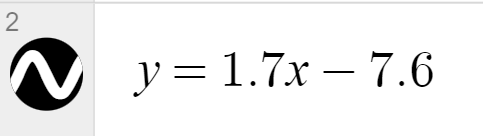 2
y = 1.7x − 7.6